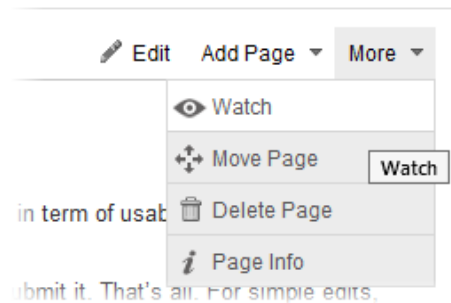 Edit Add Page More
Watch
Move Page
Watch
in term of usab
Delete Page
Page Info
ubmit it. That's all. For simple edits,